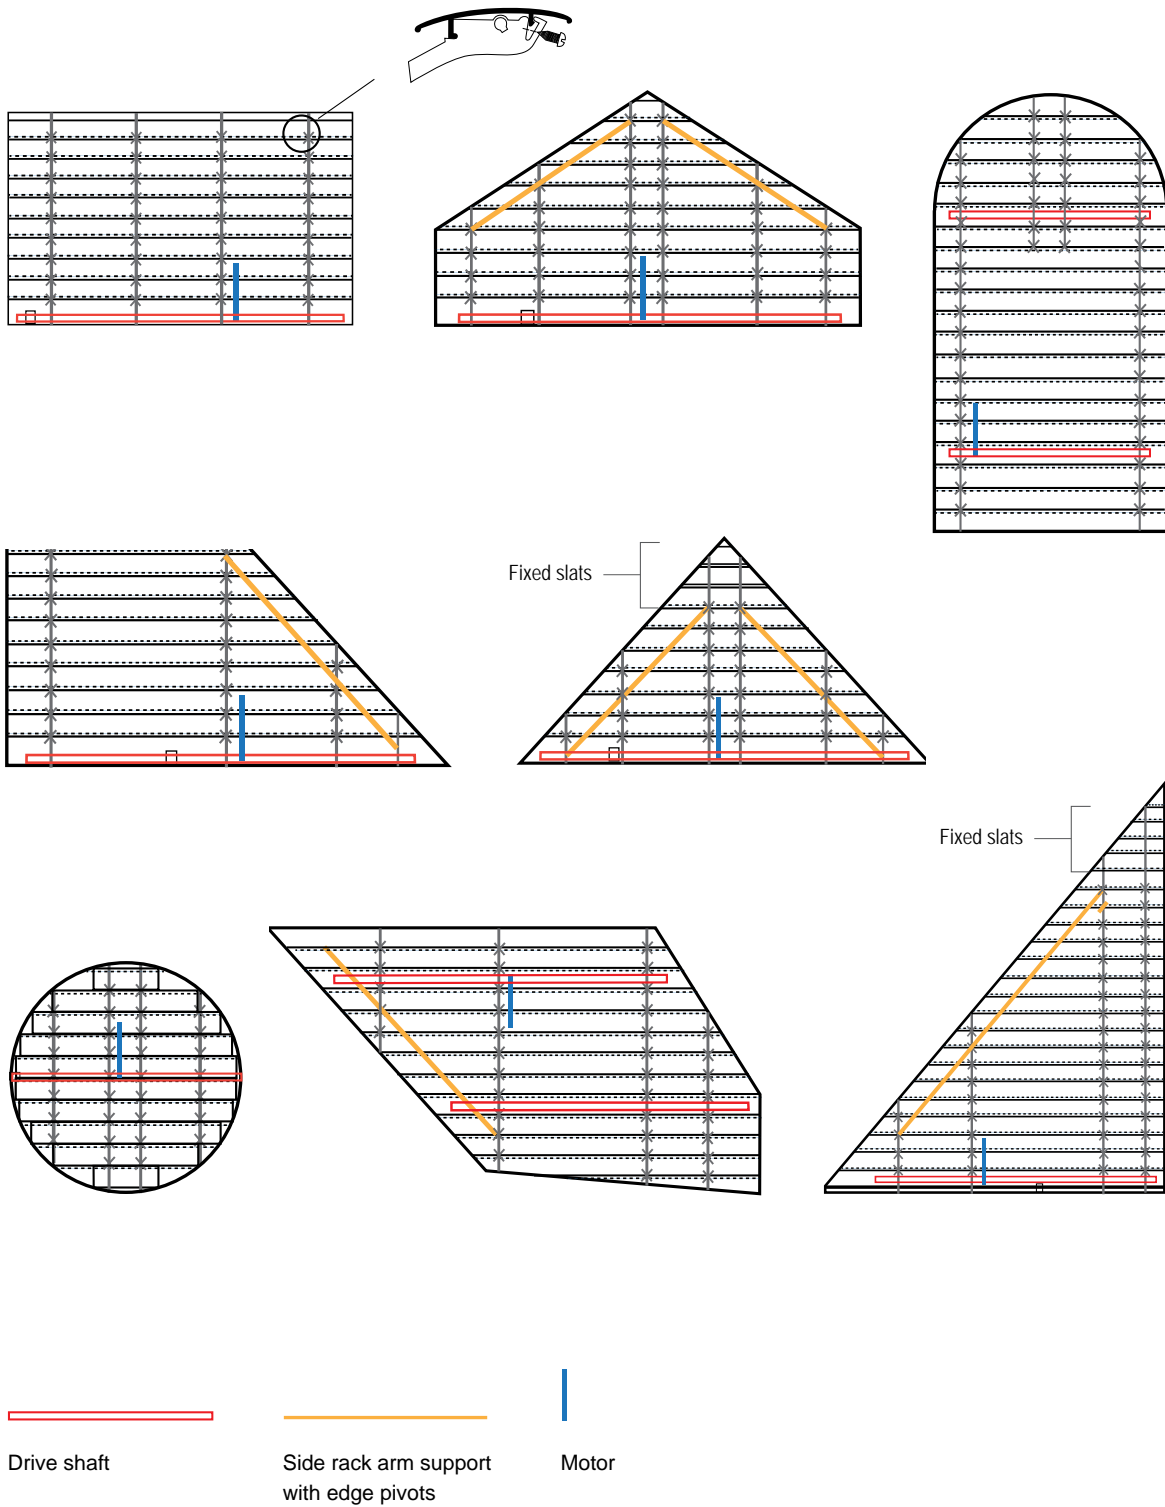 Fixed slats
Fixed slats
Drive shaft
Side rack arm support
with edge pivots
Motor